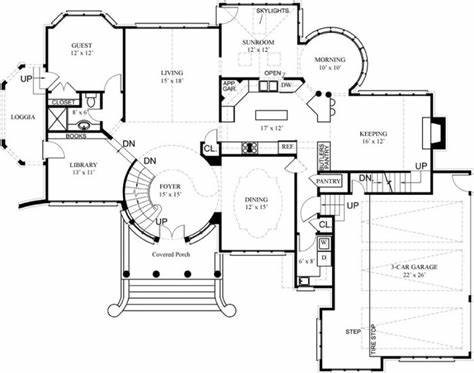 SKYLIGHTS
GUEST
12' x 12'
SUNROOM
12' x 12'
MORNING
10' x 10'
UP
LIVING
15' x 18'
OPEN
APP.
GAR.
DW
CLOSET
LOGGIA
17' x 12'
KEEPING
16' x 12'
BOOKS
DN
REF.
BUTLERS
PANTRY
LIBRARY
13' x 11'
DN
UP
FOYER
15' x 15'
DINING
12' x 15'
PANTRY
DN.
UP
UP
CL.
Covered Porch
6' x 8'
W
D
3-CAR GARAGE
22' x 26'
STEP
TIRE STOP